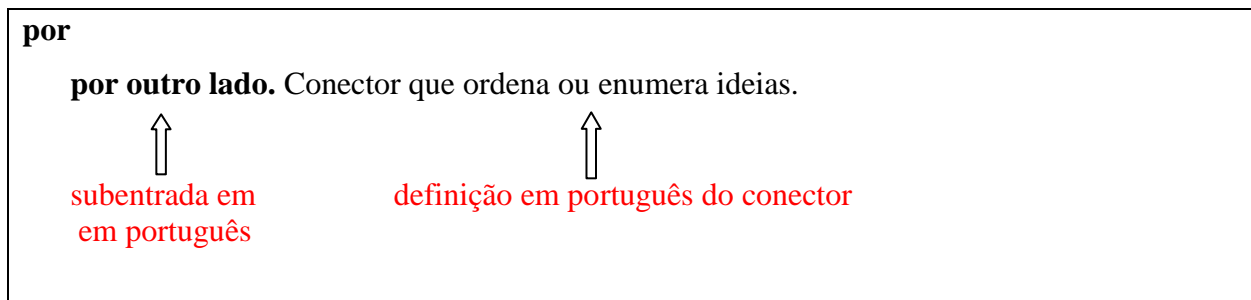 por
por outro lado. Conector que ordena ou enumera ideias.
subentrada em definição em português do conector
em português